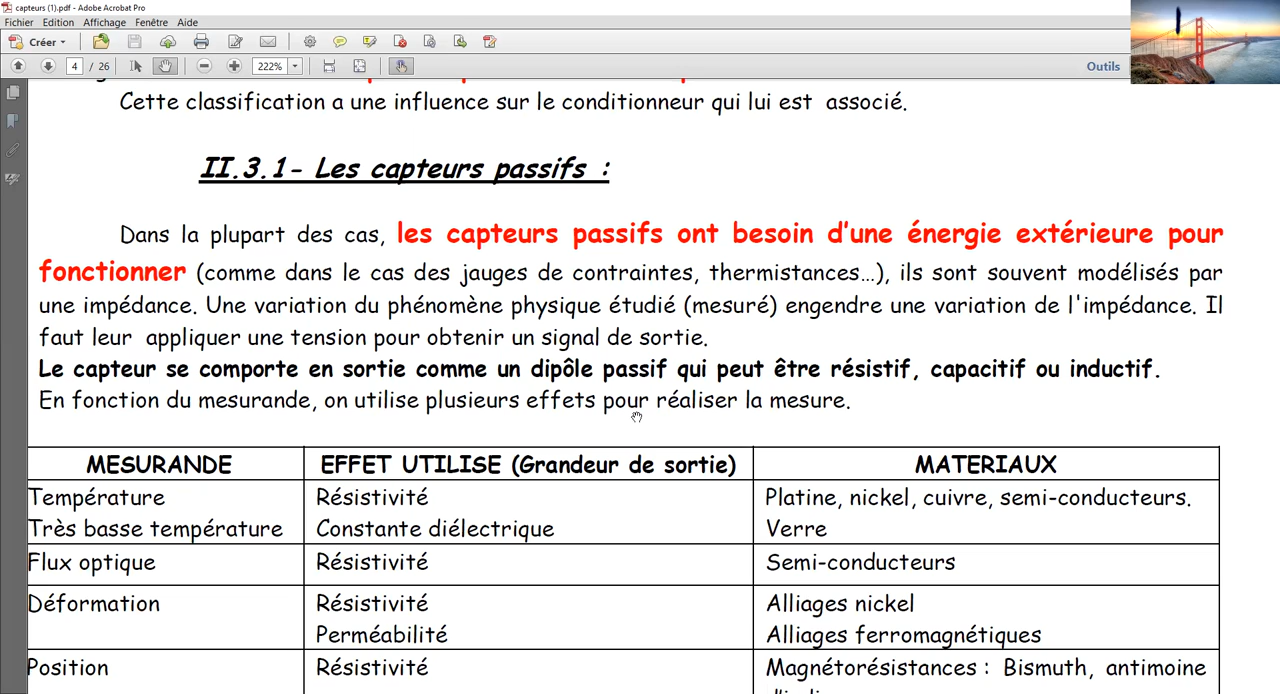 capteurs (1).pdf - Adobe Acrobat Pro
Fichier Edition Affichage Fenêtre Aide
Créer
4 / 26 222% Outils
Cette classification a une influence sur le conditionneur qui lui est associé.
II.3.1- Les capteurs passifs :
Dans la plupart des cas, les capteurs passifs ont besoin d'une énergie extérieure pour
fonctionner (comme dans le cas des jauges de contraintes, thermistances…), ils sont souvent modélisés par
une impédance. Une variation du phénomène physique étudié (mesuré) engendre une variation de l'impédance. Il
faut leur appliquer une tension pour obtenir un signal de sortie.
Le capteur se comporte en sortie comme un dipôle passif qui peut être résistif, capacitif ou inductif.
En fonction du mesurande, on utilise plusieurs effets pour réaliser la mesure.
MESURANDE EFFET UTILISE (Grandeur de sortie) MATERIAUX
Température Résistivité Platine, nickel, cuivre, semi-conducteurs.
Très basse température Constante diélectrique Verre
Flux optique Résistivité Semi-conducteurs
Déformation Résistivité Alliages nickel
Perméabilité Alliages ferromagnétiques
Position Résistivité Magnétorésistances : Bismuth, antimoine